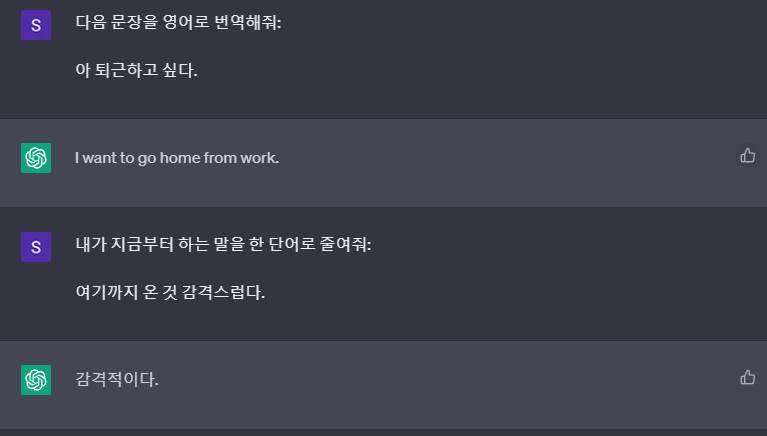 S
다음 문장을 영어로 번역해줘:
아 퇴근하고 싶다.
I want to go home from work.
S
내가 지금부터 하는 말을 한 단어로 줄여줘:
여기까지 온 것 감격스럽다.
감격적이다.